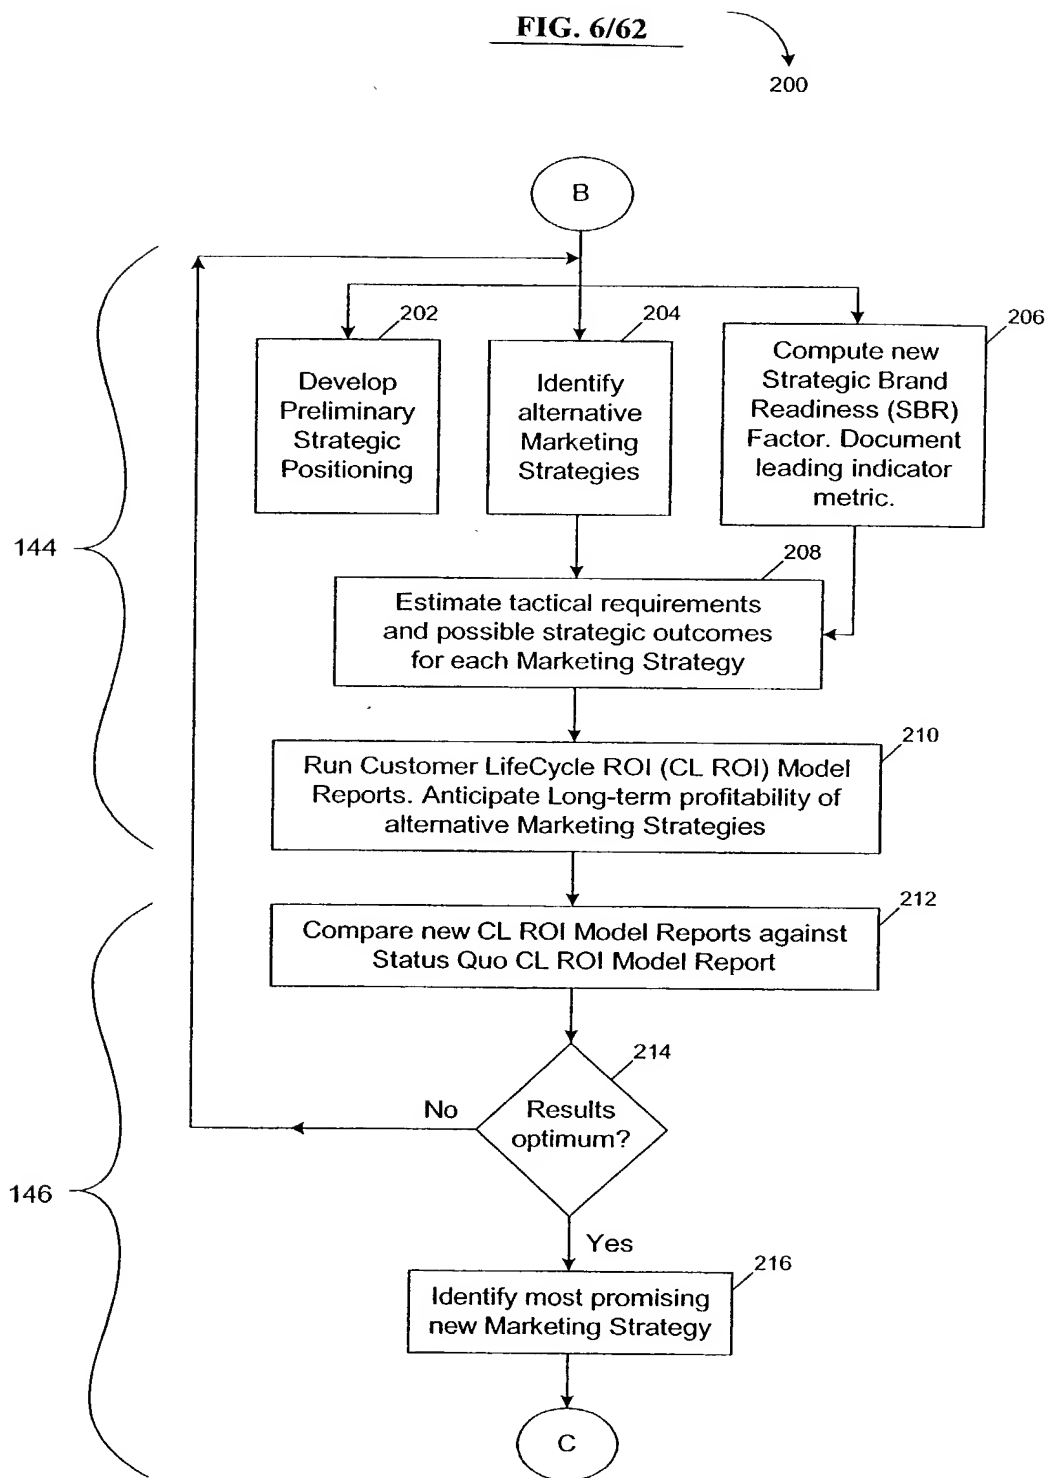 FIG. 6/62
200
B
202
204
206
Develop
Preliminary
Strategic
Positioning
Identify
alternative
Marketing
Strategies
Compute new
Strategic Brand
Readiness (SBR)
Factor. Document
leading indicator
metric.
144
208
Estimate tactical requirements
and possible strategic outcomes
for each Marketing Strategy
210
Run Customer LifeCycle ROI (CL ROI) Model
Reports. Anticipate Long-term profitability of
alternative Marketing Strategies
212
Compare new CL ROI Model Reports against
Status Quo CL ROI Model Report
214
Results
optimum?
No
146
Yes
216
Identify most promising
new Marketing Strategy
C